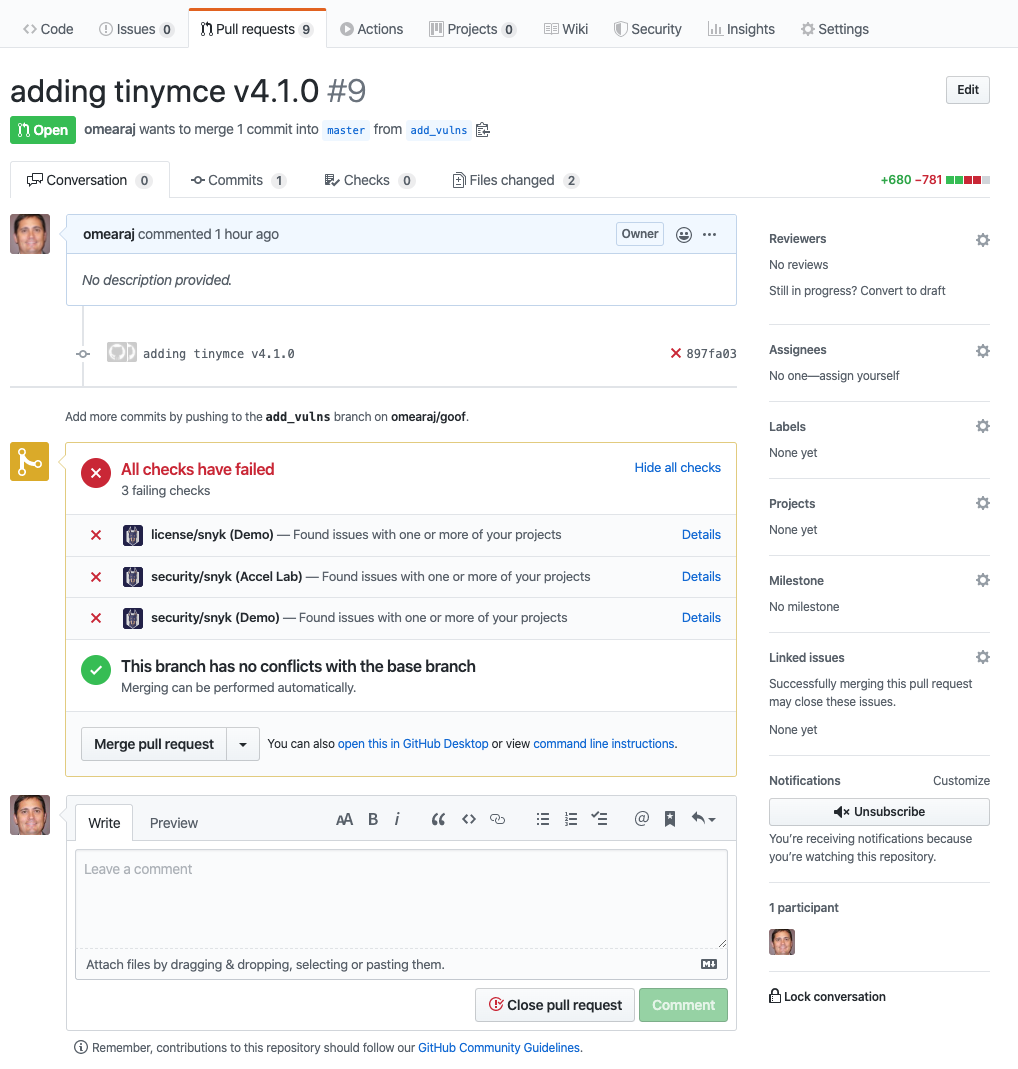 Code Issues 0 Pull requests 9 Actions Projects 0 Wiki Security Insights Settings
adding tinymce v4.1.0 #9 Edit
Open omearaj wants to merge 1 commit into master from add_vulns
Conversation 0 Commits 1 Checks 0 Files changed 2 +680 −781
omearaj commented 1 hour ago Owner
No description provided.
adding tinymce v4.1.0 897fa03
Add more commits by pushing to the add_vulns branch on omearaj/goof.
All checks have failed Hide all checks
3 failing checks
license/snyk (Demo) — Found issues with one or more of your projects Details
security/snyk (Accel Lab) — Found issues with one or more of your projects Details
security/snyk (Demo) — Found issues with one or more of your projects Details
This branch has no conflicts with the base branch
Merging can be performed automatically.
Merge pull request You can also open this in GitHub Desktop or view command line instructions.
Write Preview AA B i
Leave a comment
Attach files by dragging & dropping, selecting or pasting them.
Close pull request Comment
Remember, contributions to this repository should follow our GitHub Community Guidelines.
Reviewers
No reviews
Still in progress? Convert to draft
Assignees
No one—assign yourself
Labels
None yet
Projects
None yet
Milestone
No milestone
Linked issues
Successfully merging this pull request
may close these issues.
None yet
Notifications Customize
Unsubscribe
You’re receiving notifications because
you’re watching this repository.
1 participant
Lock conversation